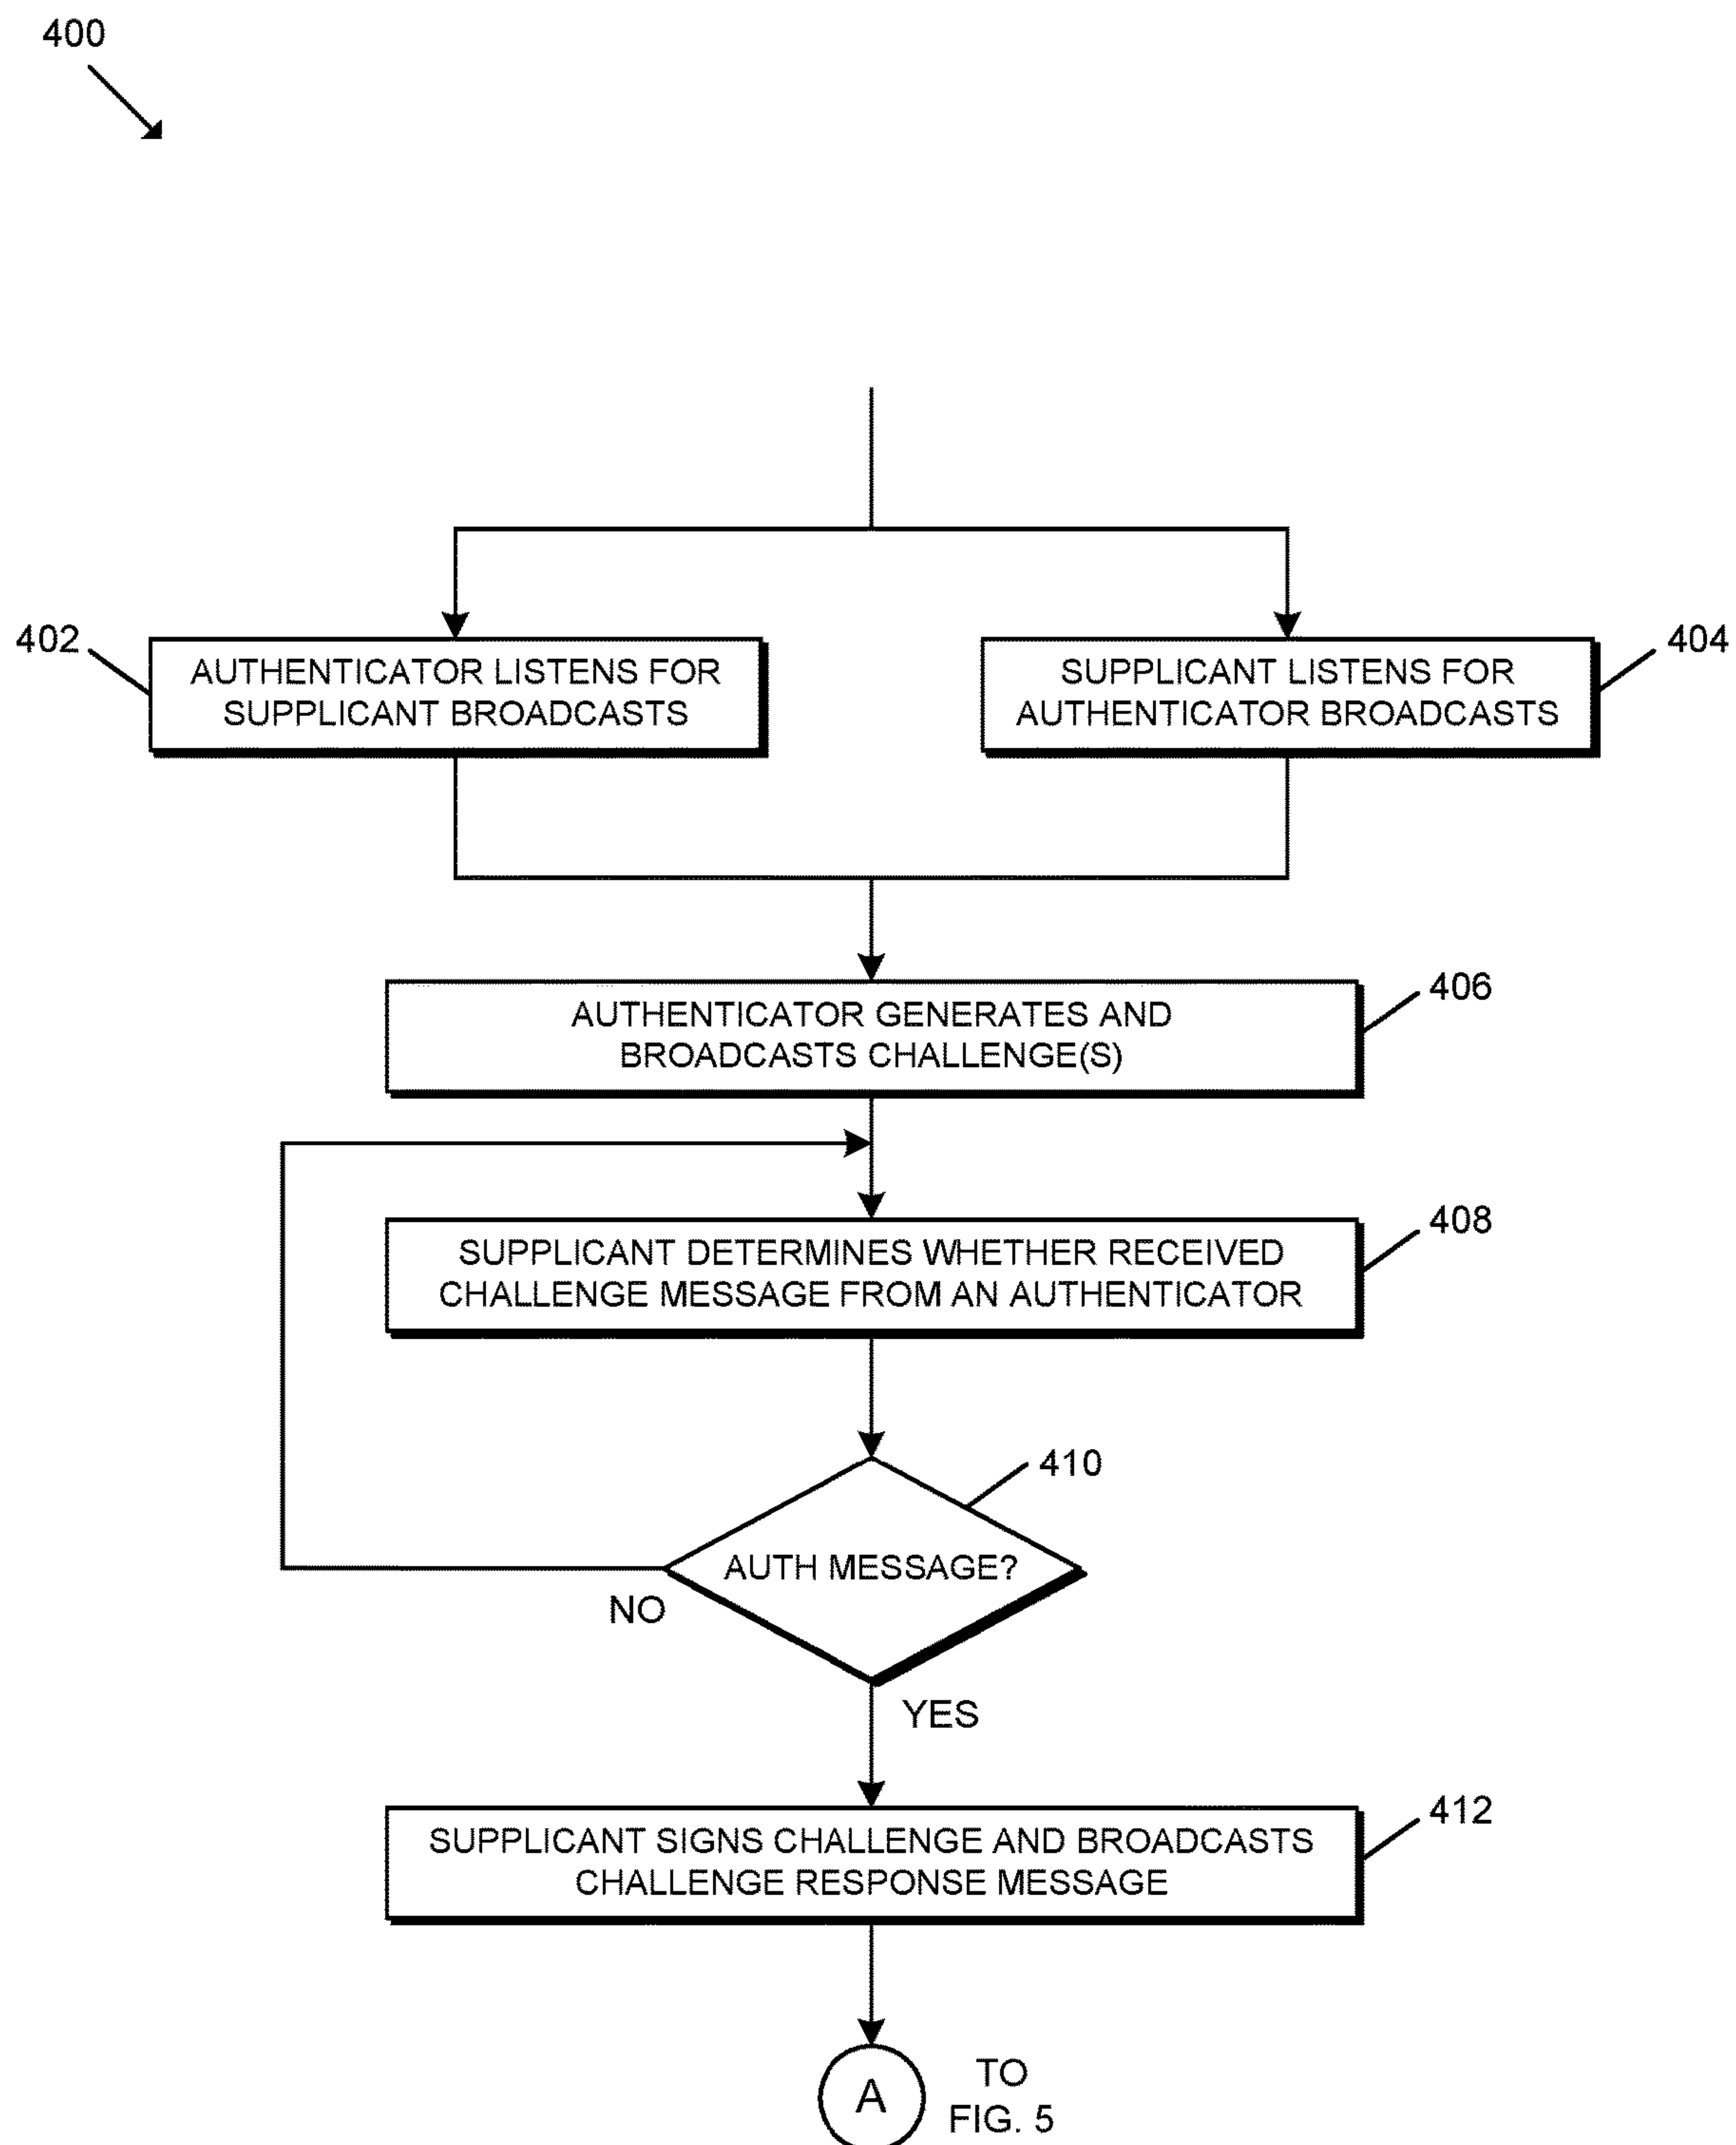 400
402
AUTHENTICATOR LISTENS FOR
SUPPLICANT BROADCASTS
SUPPLICANT LISTENS FOR
AUTHENTICATOR BROADCASTS
404
AUTHENTICATOR GENERATES AND
BROADCASTS CHALLENGE(S)
406
SUPPLICANT DETERMINES WHETHER RECEIVED
CHALLENGE MESSAGE FROM AN AUTHENTICATOR
408
410
AUTH MESSAGE?
NO
YES
SUPPLICANT SIGNS CHALLENGE AND BROADCASTS
CHALLENGE RESPONSE MESSAGE
412
A
TO
FIG. 5